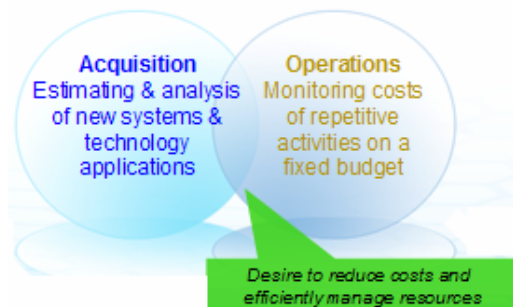 Acquisition
Estimating & analysis
of new systems &
technology
applications
Operations
Monitoring costs
of repetitive
activities on a
fixed budget
Desire to reduce costs and
efficiently manage resources